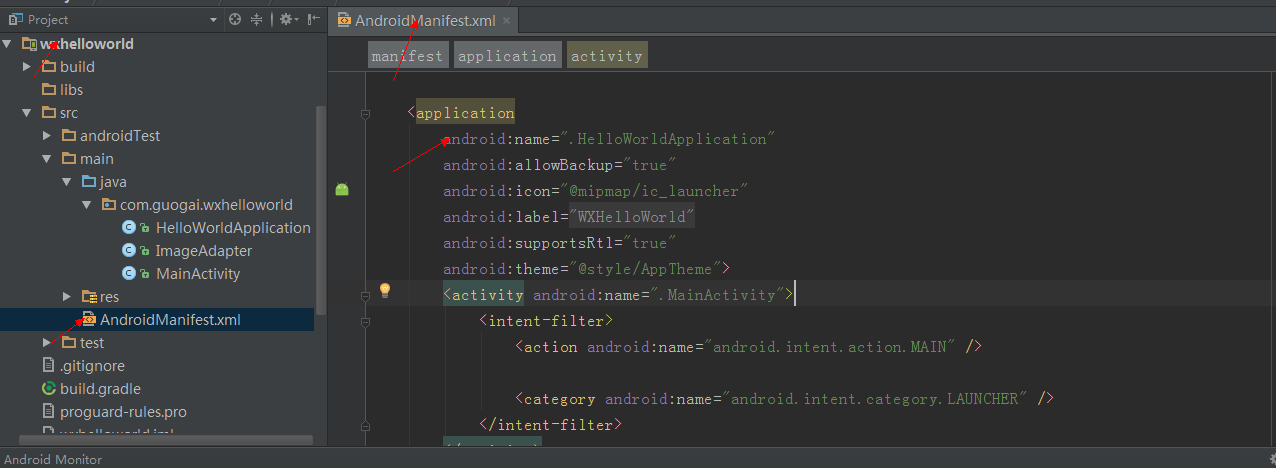 Project
AndroidManifest.xml
wxhelloworld
build
libs
src
androidTest
main
java
com.guogai.wxhelloworld
HelloWorldApplication
ImageAdapter
MainActivity
res
AndroidManifest.xml
test
.gitignore
build.gradle
proguard-rules.pro
wxhelloworld.iml
manifest application activity
<application
android:name=".HelloWorldApplication"
android:allowBackup="true"
android:icon="@mipmap/ic_launcher"
android:label="WXHelloWorld"
android:supportsRtl="true"
android:theme="@style/AppTheme">
<activity android:name=".MainActivity">
<intent-filter>
<action android:name="android.intent.action.MAIN" />
<category android:name="android.intent.category.LAUNCHER" />
</intent-filter>
Android Monitor